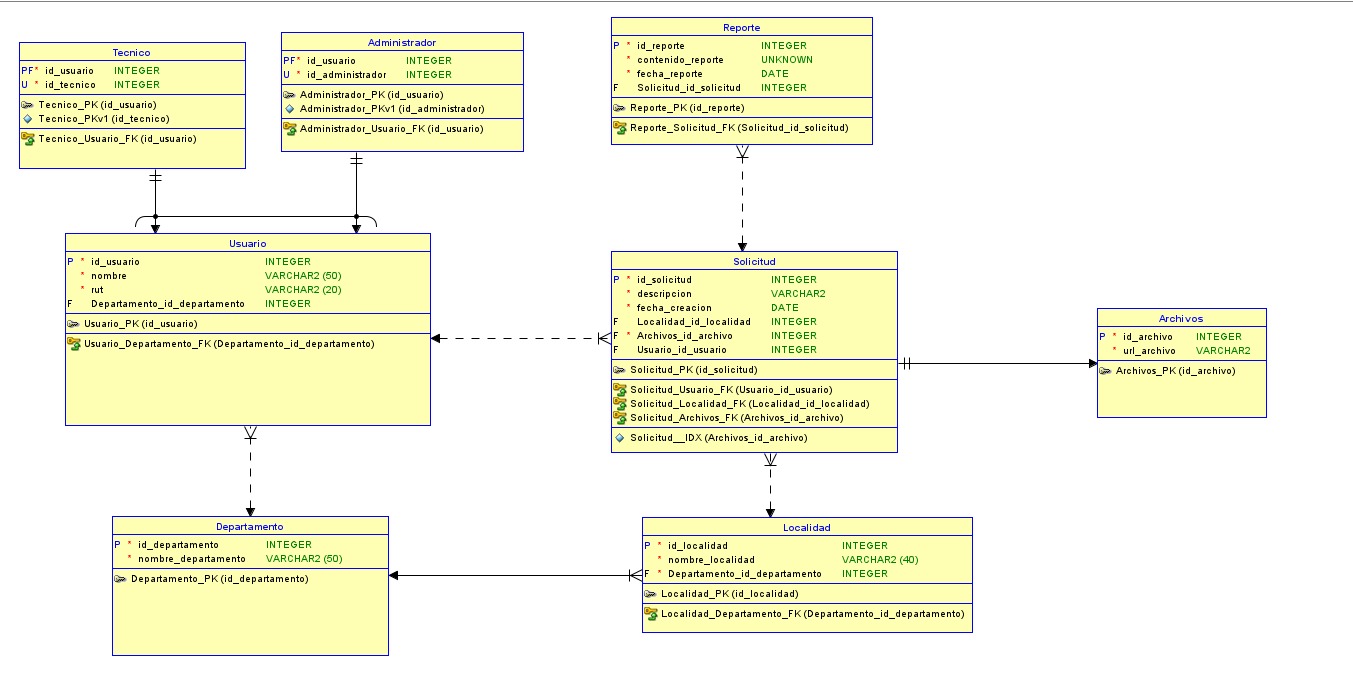 Tecnico
PF* id_usuario INTEGER
U * id_tecnico INTEGER
Tecnico_PK (id_usuario)
Tecnico_PKv1 (id_tecnico)
Tecnico_Usuario_FK (id_usuario)
Administrador
PF* id_usuario INTEGER
U * id_administrador INTEGER
Administrador_PK (id_usuario)
Administrador_PKv1 (id_administrador)
Administrador_Usuario_FK (id_usuario)
Reporte
P * id_reporte INTEGER
* contenido_reporte UNKNOWN
* fecha_reporte DATE
F Solicitud_id_solicitud INTEGER
Reporte_PK (id_reporte)
Reporte_Solicitud_FK (Solicitud_id_solicitud)
Usuario
P * id_usuario INTEGER
* nombre VARCHAR2 (50)
* rut VARCHAR2 (20)
F Departamento_id_departamento INTEGER
Usuario_PK (id_usuario)
Usuario_Departamento_FK (Departamento_id_departamento)
Solicitud
P * id_solicitud INTEGER
* descripcion VARCHAR2
* fecha_creacion DATE
F Localidad_id_localidad INTEGER
F * Archivos_id_archivo INTEGER
F Usuario_id_usuario INTEGER
Solicitud_PK (id_solicitud)
Solicitud_Usuario_FK (Usuario_id_usuario)
Solicitud_Localidad_FK (Localidad_id_localidad)
Solicitud_Archivos_FK (Archivos_id_archivo)
Solicitud__IDX (Archivos_id_archivo)
Archivos
P * id_archivo INTEGER
* url_archivo VARCHAR2
Archivos_PK (id_archivo)
Departamento
P * id_departamento INTEGER
* nombre_departamento VARCHAR2 (50)
Departamento_PK (id_departamento)
Localidad
P * id_localidad INTEGER
* nombre_localidad VARCHAR2 (40)
F * Departamento_id_departamento INTEGER
Localidad_PK (id_localidad)
Localidad_Departamento_FK (Departamento_id_departamento)